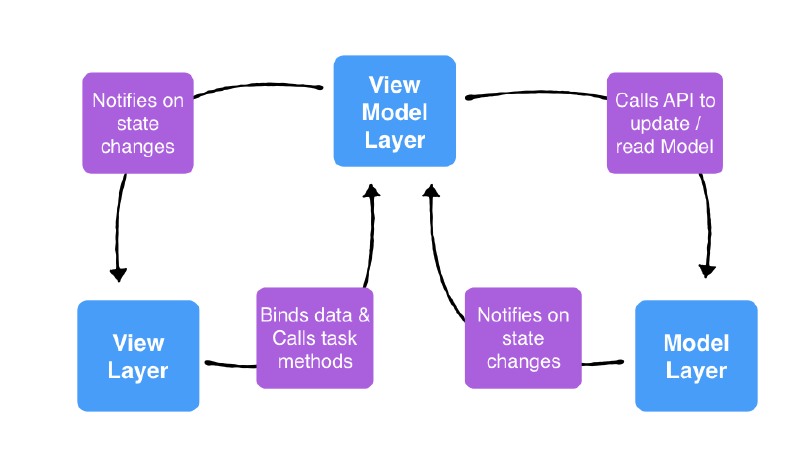 View
Model
Layer
Notifies on
state
changes
Calls API to
update /
read Model
Binds data &
Calls task
methods
Notifies on
state
changes
View
Layer
Model
Layer